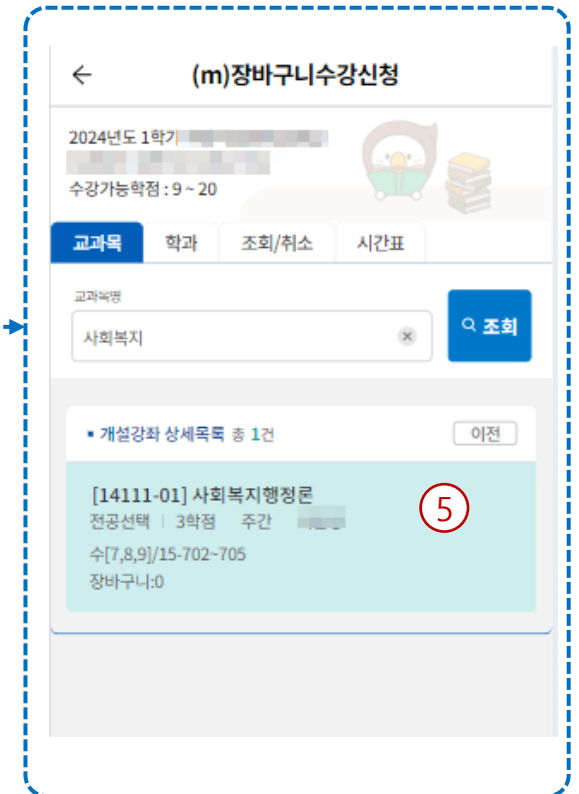 (m)장바구니수강신청
2024년도 1학기
수강가능학점 : 9 ~ 20
교과목 학과 조회/취소 시간표
교과목명
사회복지
조회
개설강좌 상세목록 총 1건 이전
[14111-01] 사회복지행정론
전공선택 | 3학점 주간
수[7,8,9]/15-702~705
장바구니:0
5